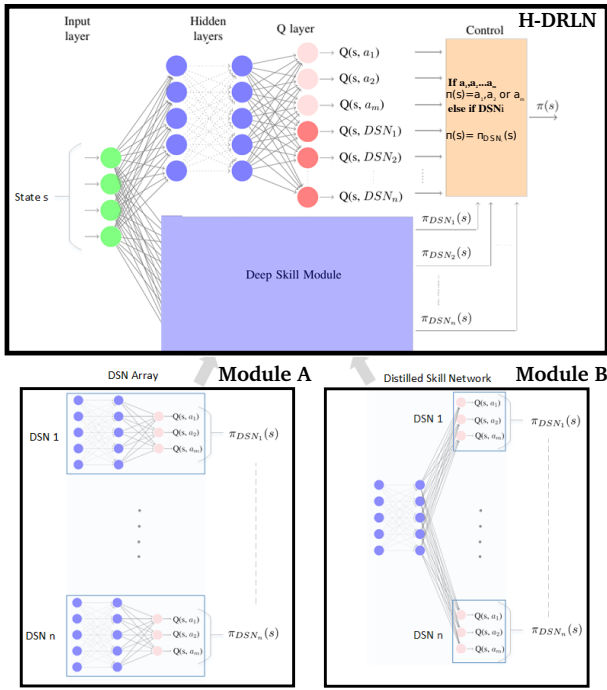 H-DRLN
Input
layer
Hidden
layers
Q layer
Control
Q(s, a₁)
Q(s, a₂)
Q(s, aₘ)
Q(s, DSN₁)
Q(s, DSN₂)
Q(s, DSNₙ)
If a₁,a₂...aₘ
π(s)=a₁,a₂ or aₘ
else if DSNi
π(s)= πDSNᵢ(s)
π(s)
State s
Deep Skill Module
πDSN₁(s)
πDSN₂(s)
πDSNₙ(s)
DSN Array
Module A
DSN 1
Q(s, a₁)
Q(s, a₂)
Q(s, aₘ)
πDSN₁(s)
DSN n
Q(s, a₁)
Q(s, a₂)
Q(s, aₘ)
πDSNₙ(s)
Distilled Skill Network
Module B
DSN 1
Q(s, a₁)
Q(s, a₂)
Q(s, aₘ)
πDSN₁(s)
DSN n
Q(s, a₁)
Q(s, a₂)
Q(s, aₘ)
πDSNₙ(s)